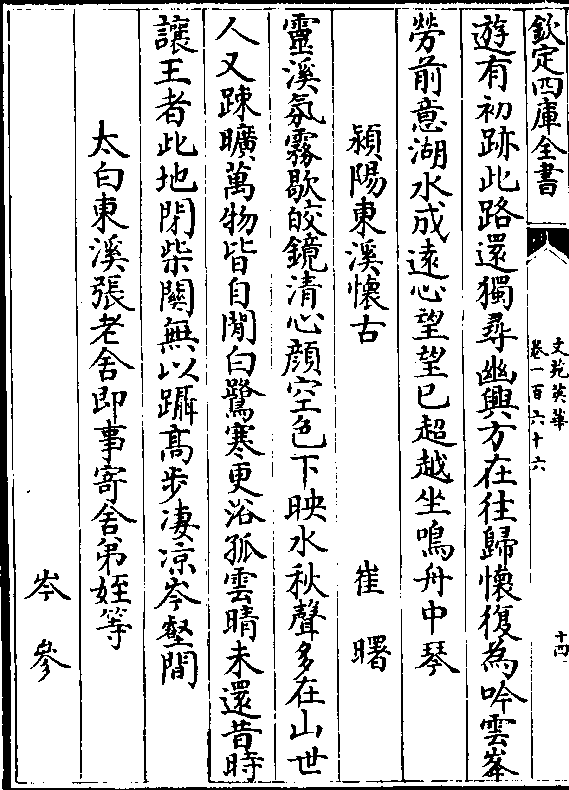 欽定四庫全書
文苑英華
卷一百六十六
十四
遊有初跡此路還獨尋幽興方在往歸懷復為吟雲峯
勞前意湖水成遠心望望已超越坐鳴舟中琴
潁陽東溪懷古
崔曙
靈溪氛霧歇皎鏡清心顔空色下映水秋聲多在山世
人又踈曠萬物皆自閒白鷺寒更浴孤雲晴未還昔時
讓王者此地閉柴關無以躡髙步凄凉岑壑間
太白東溪張老舍即事寄舍弟姪等
岑參